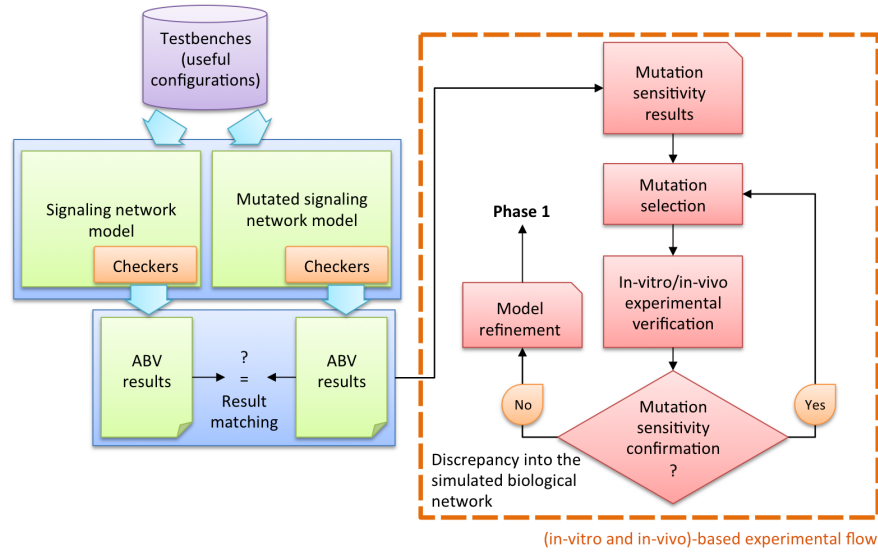 Testbenches
(useful
configurations)
Signaling network
model
Checkers
Mutated signaling
network model
Checkers
ABV
results
?
=
Result
matching
ABV
results
Mutation
sensitivity
results
Mutation
selection
In-vitro/in-vivo
experimental
verification
Mutation
sensitivity
confirmation
?
Yes
No
Model
refinement
Phase 1
Discrepancy into the
simulated biological
network
(in-vitro and in-vivo)-based experimental flow